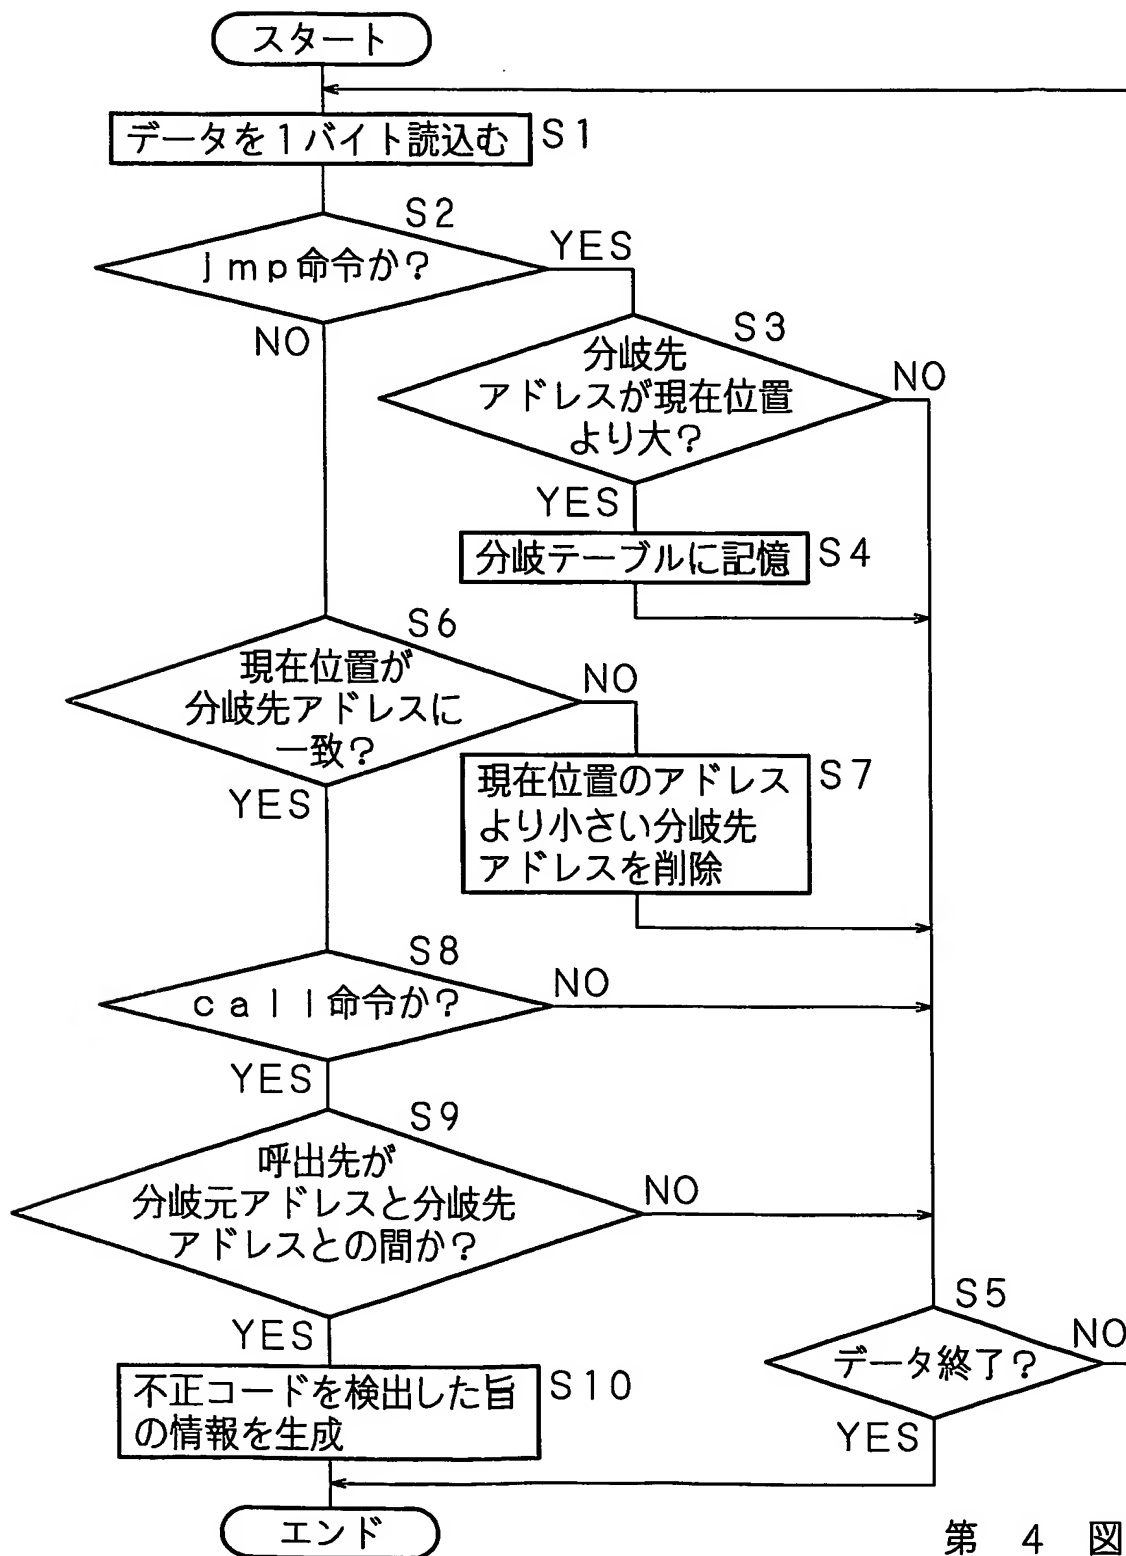 スタート
データを1バイト読込む
S1
S2
jmp命令か?
YES
NO
S3
分岐先
アドレスが現在位置
より大?
NO
YES
分岐テーブルに記憶
S4
S6
現在位置が
分岐先アドレスに
一致?
NO
YES
現在位置のアドレス
より小さい分岐先
アドレスを削除
S7
S8
call命令か?
NO
YES
S9
呼出先が
分岐元アドレスと分岐先
アドレスとの間か?
NO
YES
S5
データ終了?
NO
YES
不正コードを検出した旨
の情報を生成
S10
エンド
第 4 図